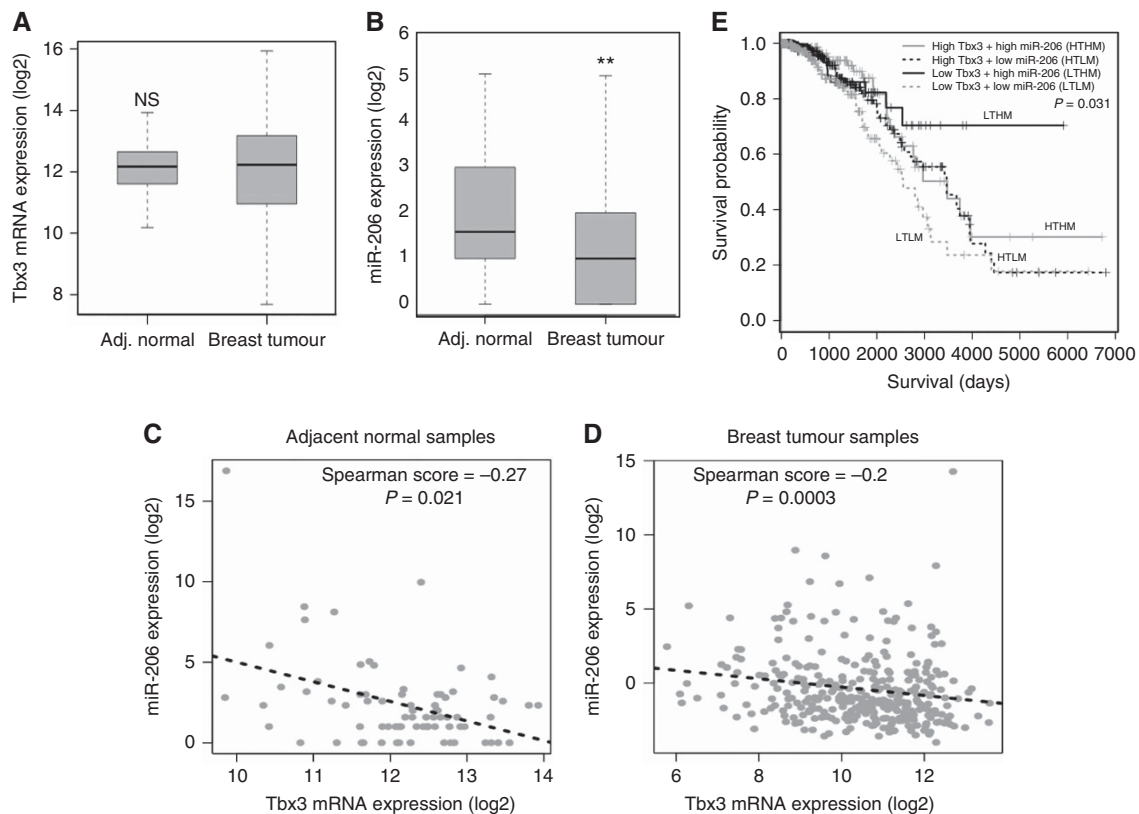 A
Tbx3 mRNA expression (log2)
16
14
12
10
8
NS
Adj. normal
Breast tumour
B
miR-206 expression (log2)
6
5
4
3
2
1
0
**
Adj. normal
Breast tumour
E
Survival probability
1.0
0.8
0.6
0.4
0.2
0.0
High Tbx3 + high miR-206 (HTHM)
High Tbx3 + low miR-206 (HTLM)
Low Tbx3 + high miR-206 (LTHM)
Low Tbx3 + low miR-206 (LTLM)
P = 0.031
LTHM
HTHM
LTLM
HTLM
0 1000 2000 3000 4000 5000 6000 7000
Survival (days)
C
Adjacent normal samples
Spearman score = –0.27
P = 0.021
miR-206 expression (log2)
15
10
5
0
10 11 12 13 14
Tbx3 mRNA expression (log2)
D
Breast tumour samples
Spearman score = –0.2
P = 0.0003
miR-206 expression (log2)
15
10
5
0
6 8 10 12
Tbx3 mRNA expression (log2)